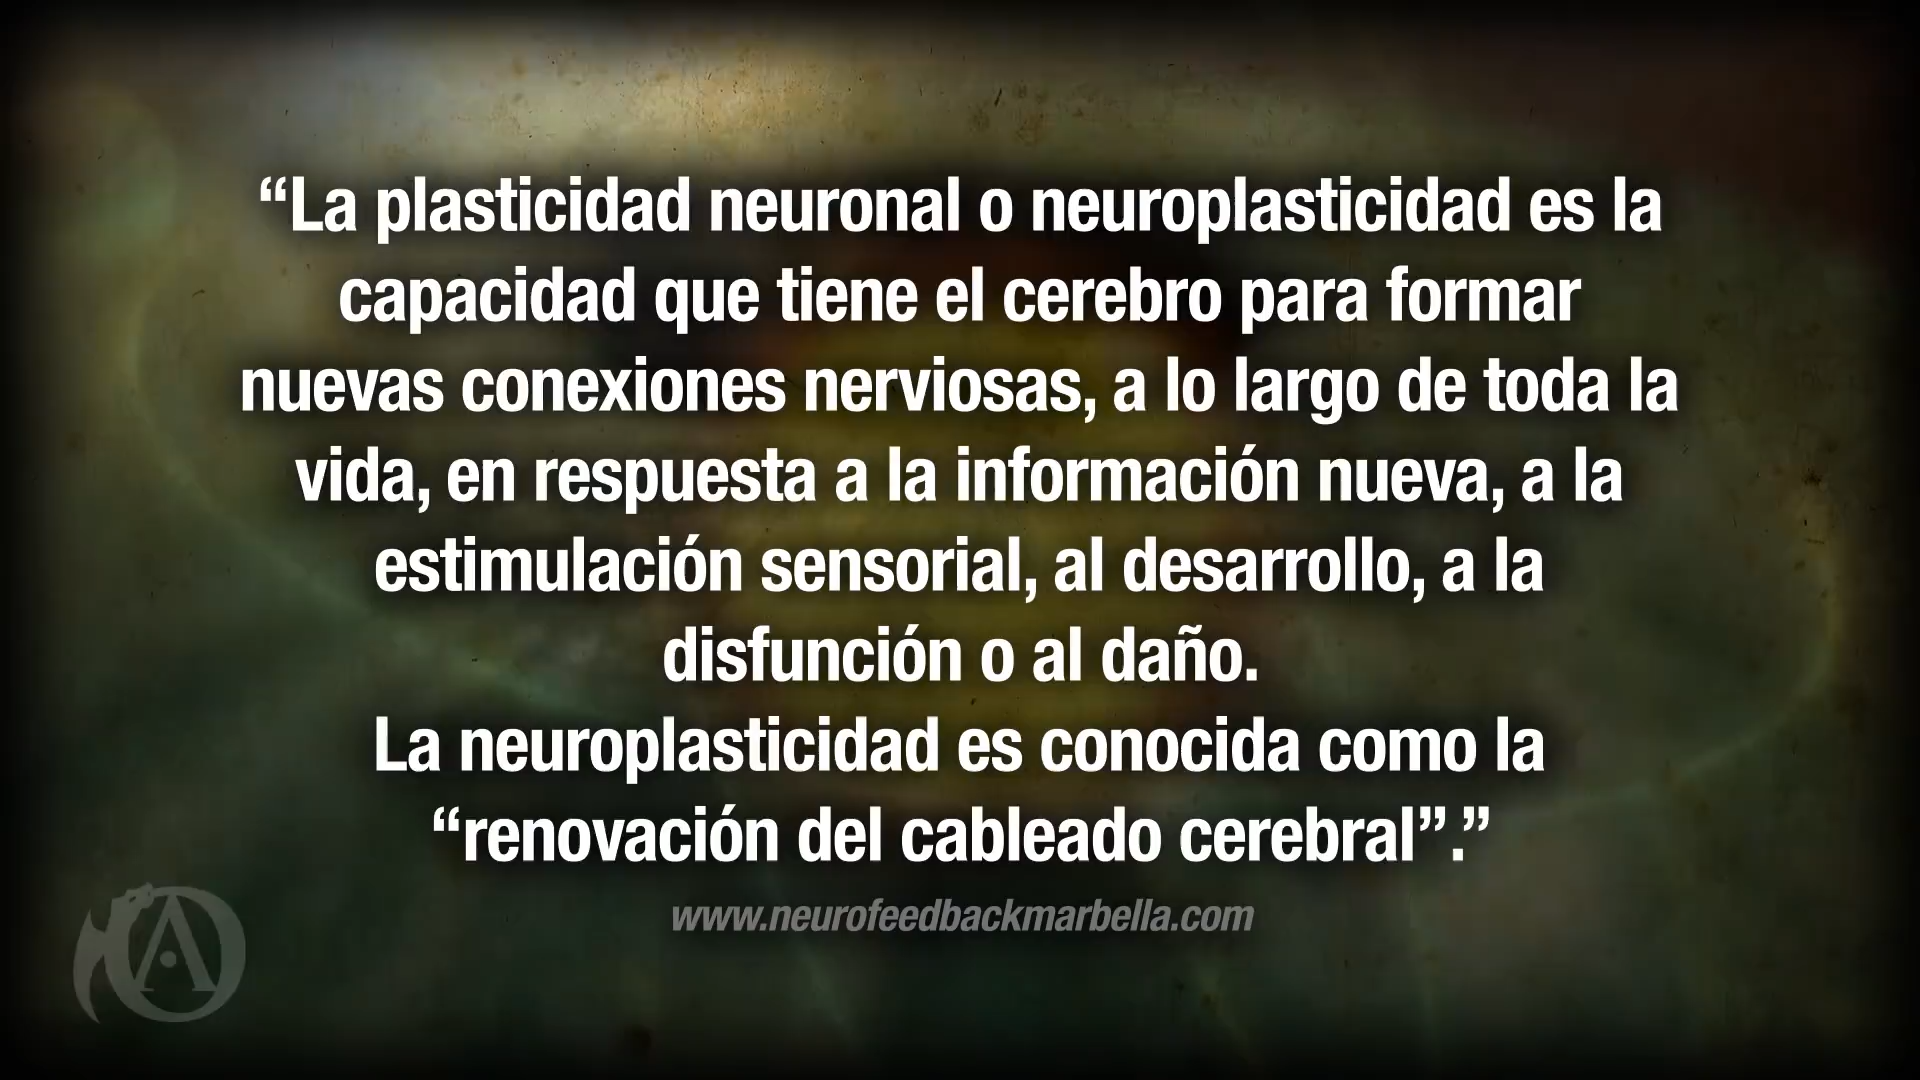 “La plasticidad neuronal o neuroplasticidad es la
capacidad que tiene el cerebro para formar
nuevas conexiones nerviosas, a lo largo de toda la
vida, en respuesta a la información nueva, a la
estimulación sensorial, al desarrollo, a la
disfunción o al daño.
La neuroplasticidad es conocida como la
“renovación del cableado cerebral”.”
www.neurofeedbackmarbella.com